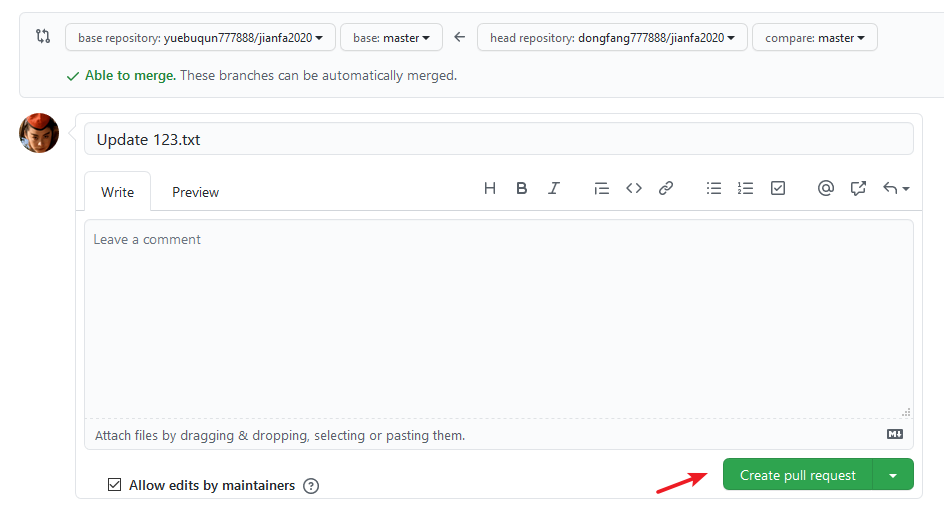 base repository: yuebuqun777888/jianfa2020 base: master head repository: dongfang777888/jianfa2020 compare: master
Able to merge. These branches can be automatically merged.
Update 123.txt
Write Preview
Leave a comment
Attach files by dragging & dropping, selecting or pasting them.
Allow edits by maintainers
Create pull request